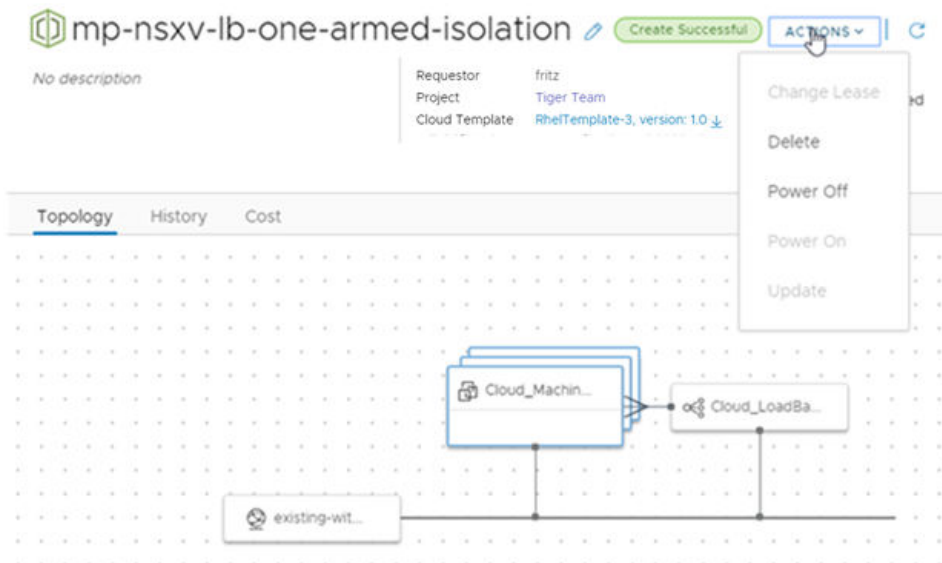 mp-nsxv-lb-one-armed-isolation Create Successful ACTIONS
No description
Requestor fritz
Project Tiger Team
Cloud Template RhelTemplate-3, version: 1.0
Change Lease
Delete
Power Off
Power On
Update
Topology History Cost
Cloud_Machin...
Cloud_LoadBa...
existing-wit...